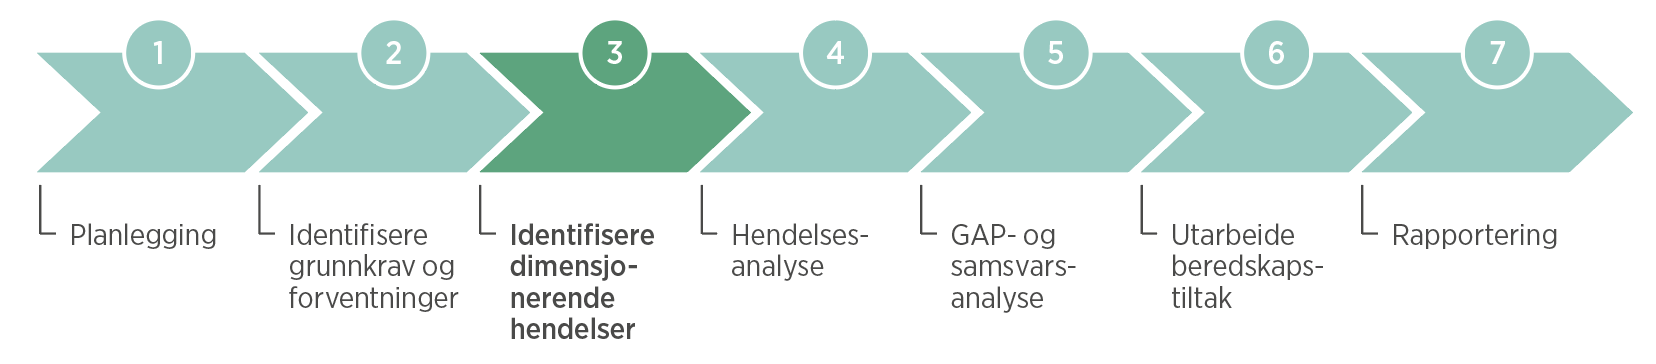 1
2
3
4
5
6
7
Planlegging
Identifisere
grunnkrav og
forventninger
Identifisere
dimensjo-
nerende
hendelser
Hendelses-
analyse
GAP- og
samsvars-
analyse
Utarbeide
beredskaps-
tiltak
Rapportering